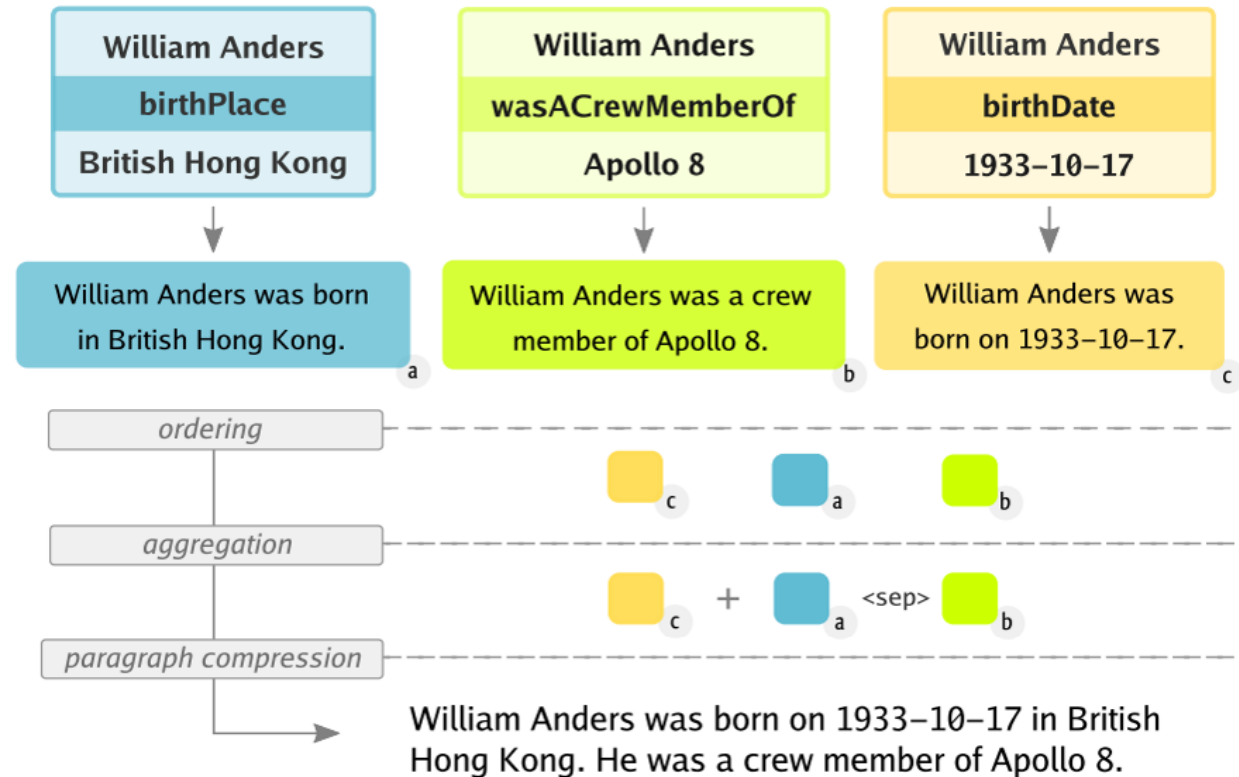 William Anders
birthPlace
British Hong Kong
William Anders
wasACrewMemberOf
Apollo 8
William Anders
birthDate
1933-10-17
William Anders was born
in British Hong Kong.
a
William Anders was a crew
member of Apollo 8.
b
William Anders was
born on 1933-10-17.
c
ordering
c
a
b
aggregation
c
+
a
<sep>
b
paragraph compression
William Anders was born on 1933-10-17 in British
Hong Kong. He was a crew member of Apollo 8.